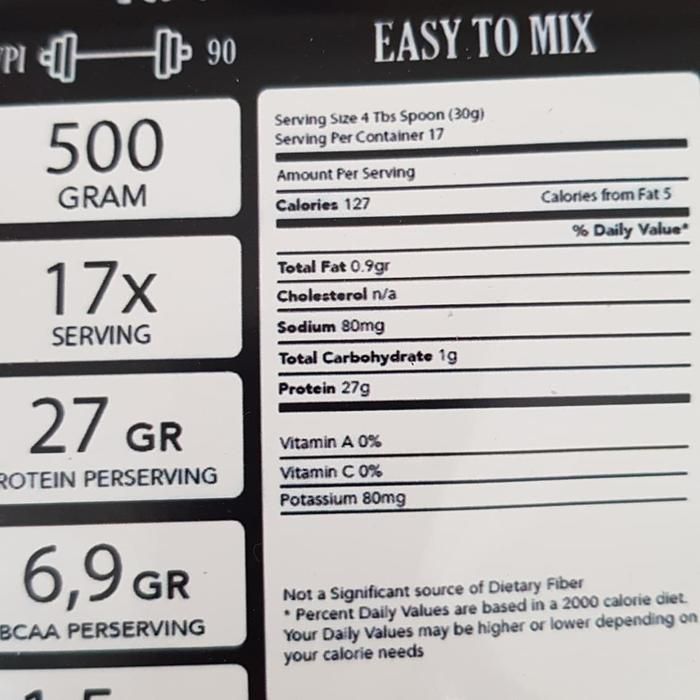 90
EASY TO MIX
500
GRAM
17x
SERVING
27 GR
PERSERVING
6,9 GR
BCAA PERSERVING
Serving Size 4 Tbs Spoon (30g)
Serving Per Container 17
Amount Per Serving
Calories 127 Calories from Fat 5
% Daily Value*
Total Fat 0.9gr
Cholesterol n/a
Sodium 80mg
Total Carbohydrate 1g
Protein 27g
Vitamin A 0%
Vitamin C 0%
Potassium 80mg
Not a Significant source of Dietary Fiber
* Percent Daily Values are based in a 2000 calorie diet.
Your Daily Values may be higher or lower depending on
your calorie needs